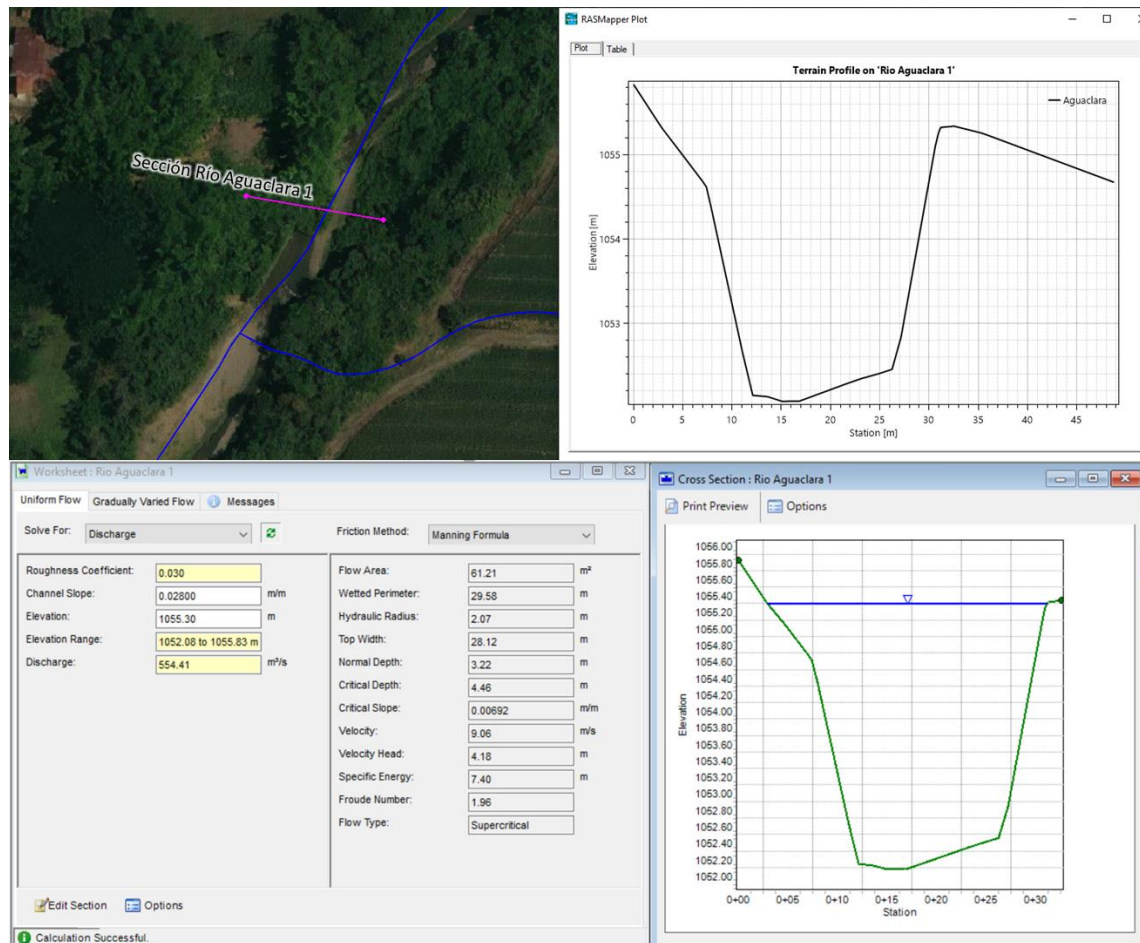 Sección Río Aguaclara 1
RASMapper Plot
Plot Table
Terrain Profile on 'Rio Aguaclara 1'
Aguaclara
Elevation [m]
1055
1054
1053
0 5 10 15 20 25 30 35 40 45
Station [m]
Worksheet : Rio Aguaclara 1
Uniform Flow Gradually Varied Flow Messages
Solve For: Discharge Friction Method: Manning Formula
Roughness Coefficient: 0.030
Channel Slope: 0.02800 m/m
Elevation: 1055.30 m
Elevation Range: 1052.08 to 1055.83 m
Discharge: 554.41 m³/s
Flow Area: 61.21 m²
Wetted Perimeter: 29.58 m
Hydraulic Radius: 2.07 m
Top Width: 28.12 m
Normal Depth: 3.22 m
Critical Depth: 4.46 m
Critical Slope: 0.00692 m/m
Velocity: 9.06 m/s
Velocity Head: 4.18 m
Specific Energy: 7.40 m
Froude Number: 1.96
Flow Type: Supercritical
Edit Section Options
Calculation Successful.
Cross Section : Rio Aguaclara 1
Print Preview Options
Elevation
1056.00
1055.80
1055.60
1055.40
1055.20
1055.00
1054.80
1054.60
1054.40
1054.20
1054.00
1053.80
1053.60
1053.40
1053.20
1053.00
1052.80
1052.60
1052.40
1052.20
1052.00
0+00 0+05 0+10 0+15 0+20 0+25 0+30
Station